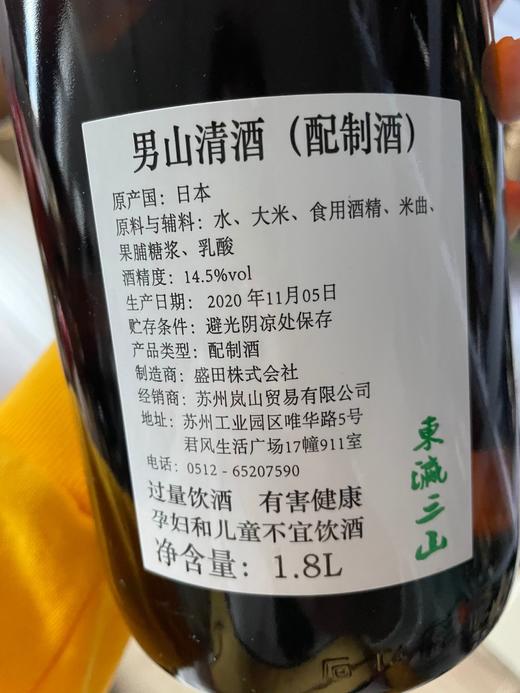 男山清酒（配制酒）
原产国：日本
原料与辅料：水、大米、食用酒精、米曲、
果脯糖浆、乳酸
酒精度：14.5%vol
生产日期： 2020 年11月05日
贮存条件：避光阴凉处保存
产品类型：配制酒
制造商：盛田株式会社
经销商：苏州岚山贸易有限公司
地址：苏州工业园区唯华路5号
君风生活广场17幢911室
电话：0512 - 65207590
过量饮酒 有害健康
孕妇和儿童不宜饮酒
净含量：1.8L
東瀛三山